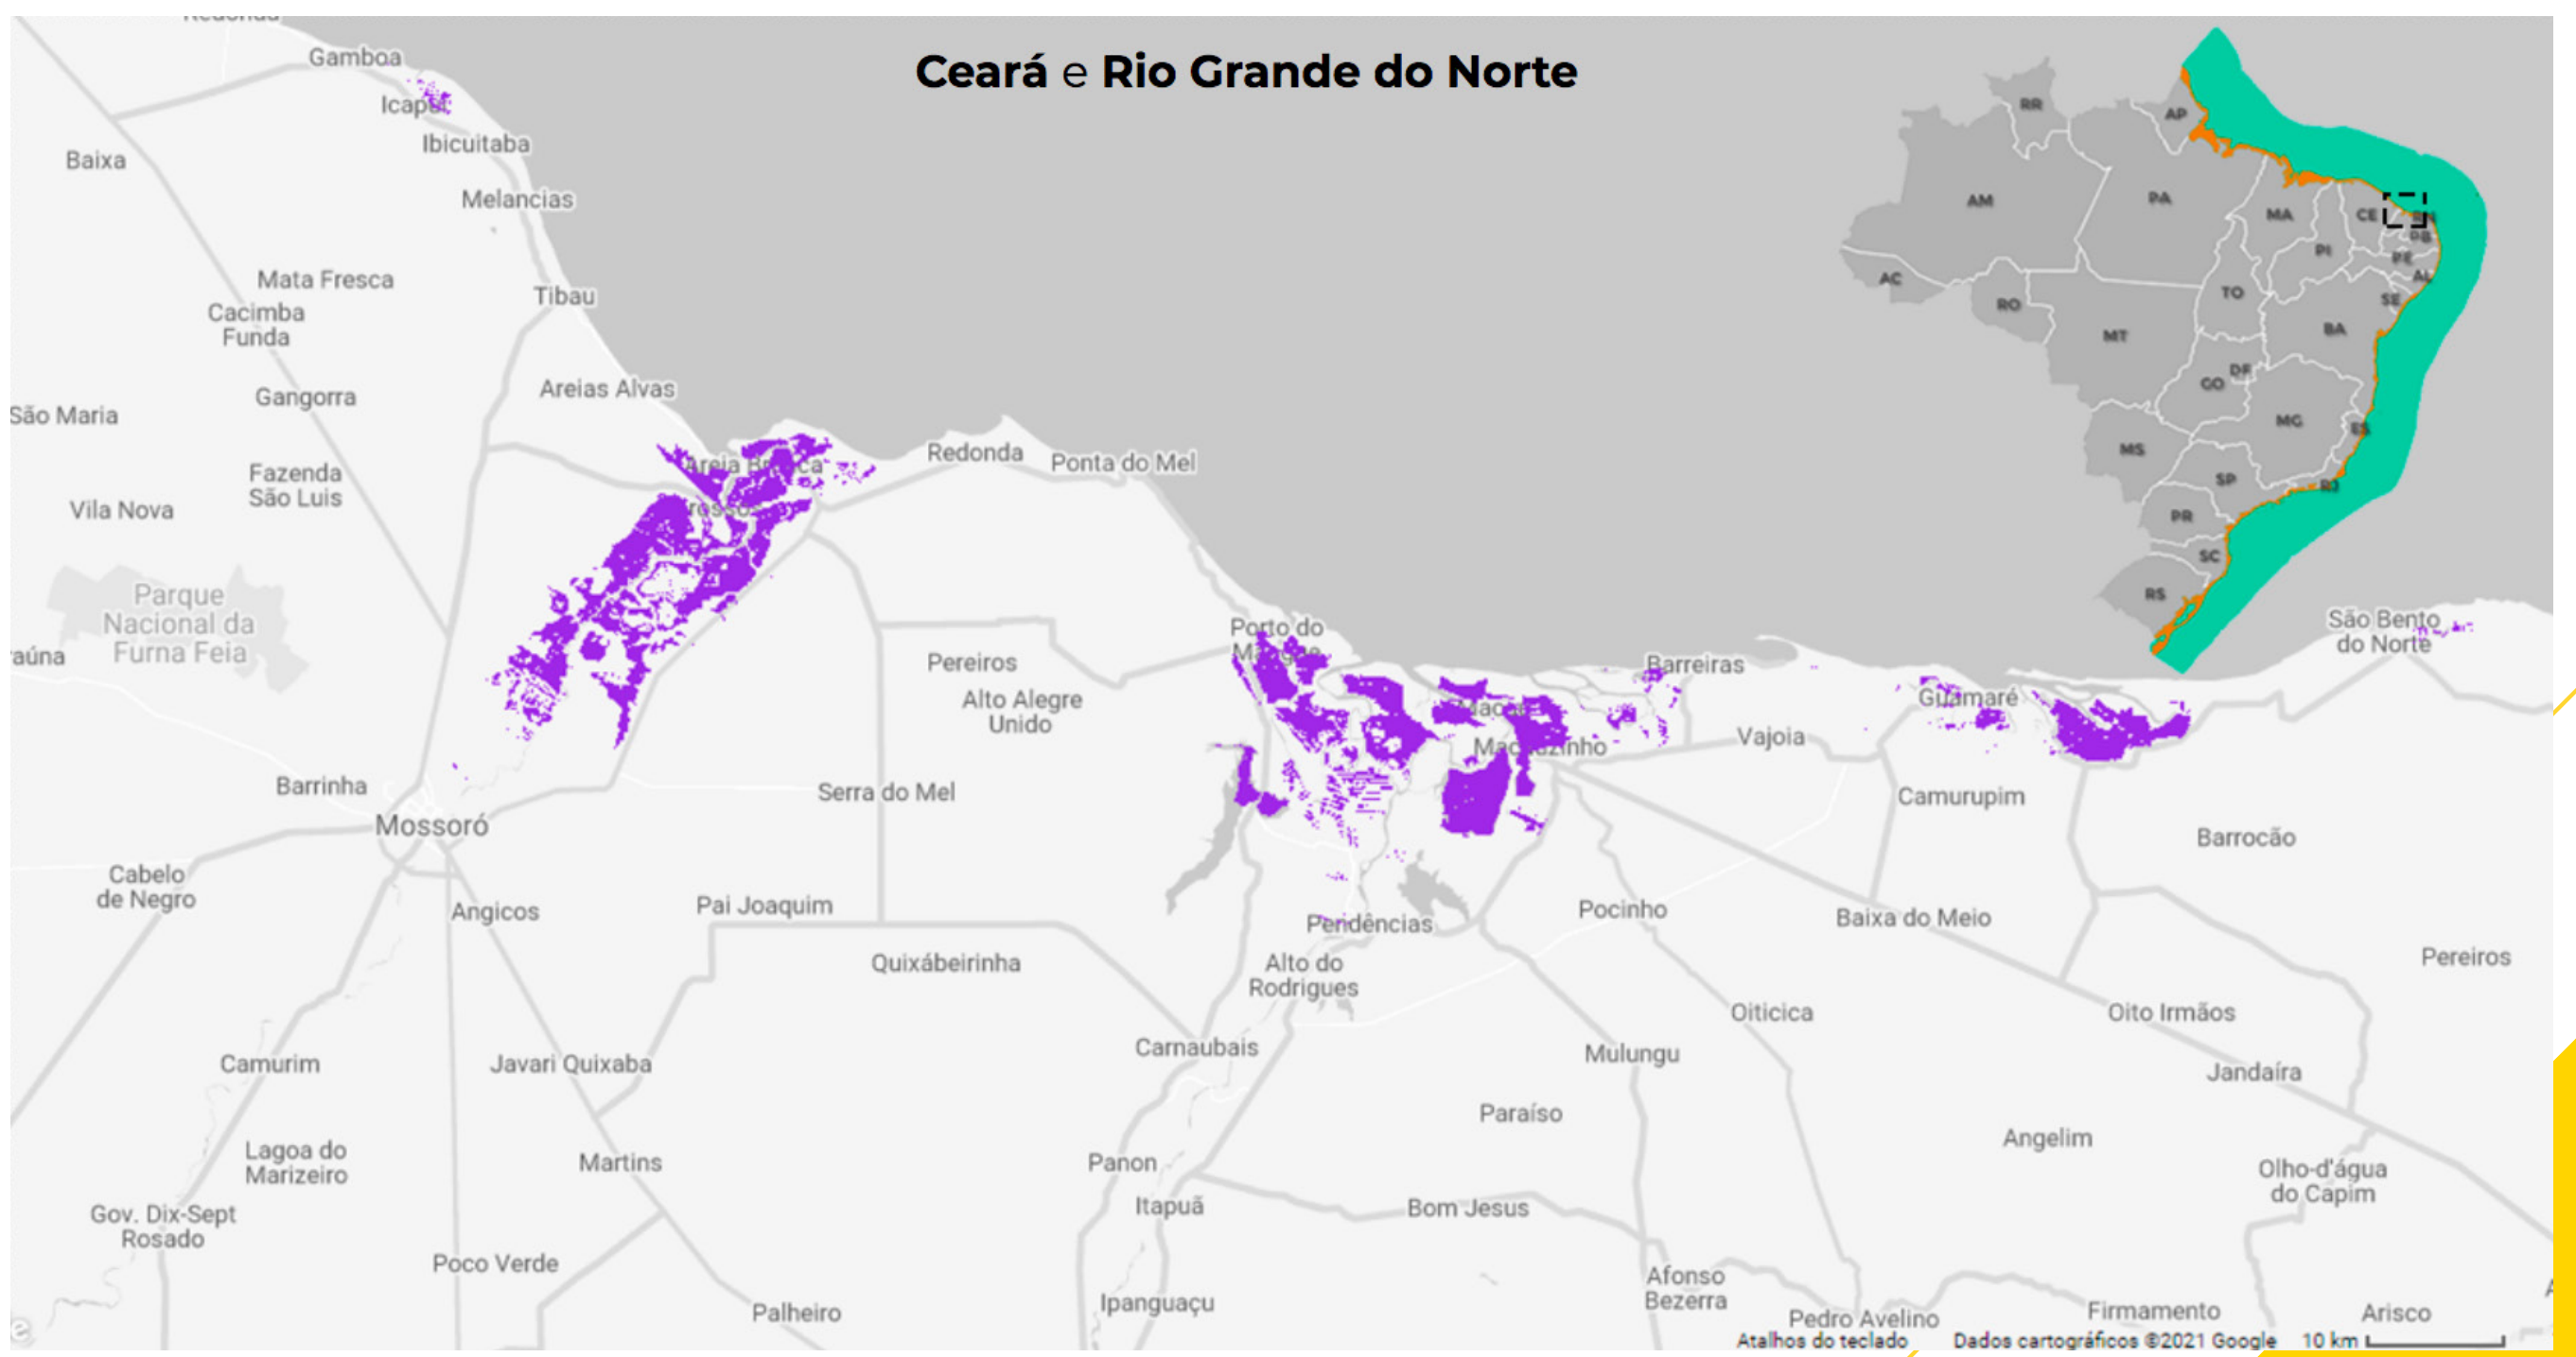 Ceará e Rio Grande do Norte
Gamboa
Ibicuitaba
Baixa
Melancias
Mata Fresca
Tibau
Cacimba
Funda
Areias Alvas
Gangorra
São Maria
Redonda
Ponta do Mel
Fazenda
São Luis
Vila Nova
Parque
Nacional da
Furna Feia
Porto do
São Bento
do Norte
Pereiros
Barreiras
Alto Alegre
Unido
Guamaré
Vajoia
Barrinha
Serra do Mel
Camurupim
Mossoró
Barrocão
Cabelo
de Negro
Angicos
Pai Joaquim
Pendências
Pocinho
Baixa do Meio
Quixábeirinha
Alto do
Rodrigues
Pereiros
Oiticica
Oito Irmãos
Camurim
Javari Quixaba
Carnaubais
Mulungu
Jandaíra
Paraíso
Angelim
Lagoa do
Marizeiro
Martins
Panon
Olho-d'água
do Capim
Itapuã
Bom Jesus
Gov. Dix-Sept
Rosado
Poco Verde
Afonso
Bezerra
Palheiro
Ipanguaçu
Pedro Avelino
Firmamento
Arisco
Atalhos do teclado
Dados cartográficos ©2021 Google
10 km
RR
AP
AM
PA
MA
CE
RN
PB
PI
PE
AL
AC
RO
TO
SE
MT
BA
DF
GO
MG
ES
MS
SP
RJ
PR
SC
RS